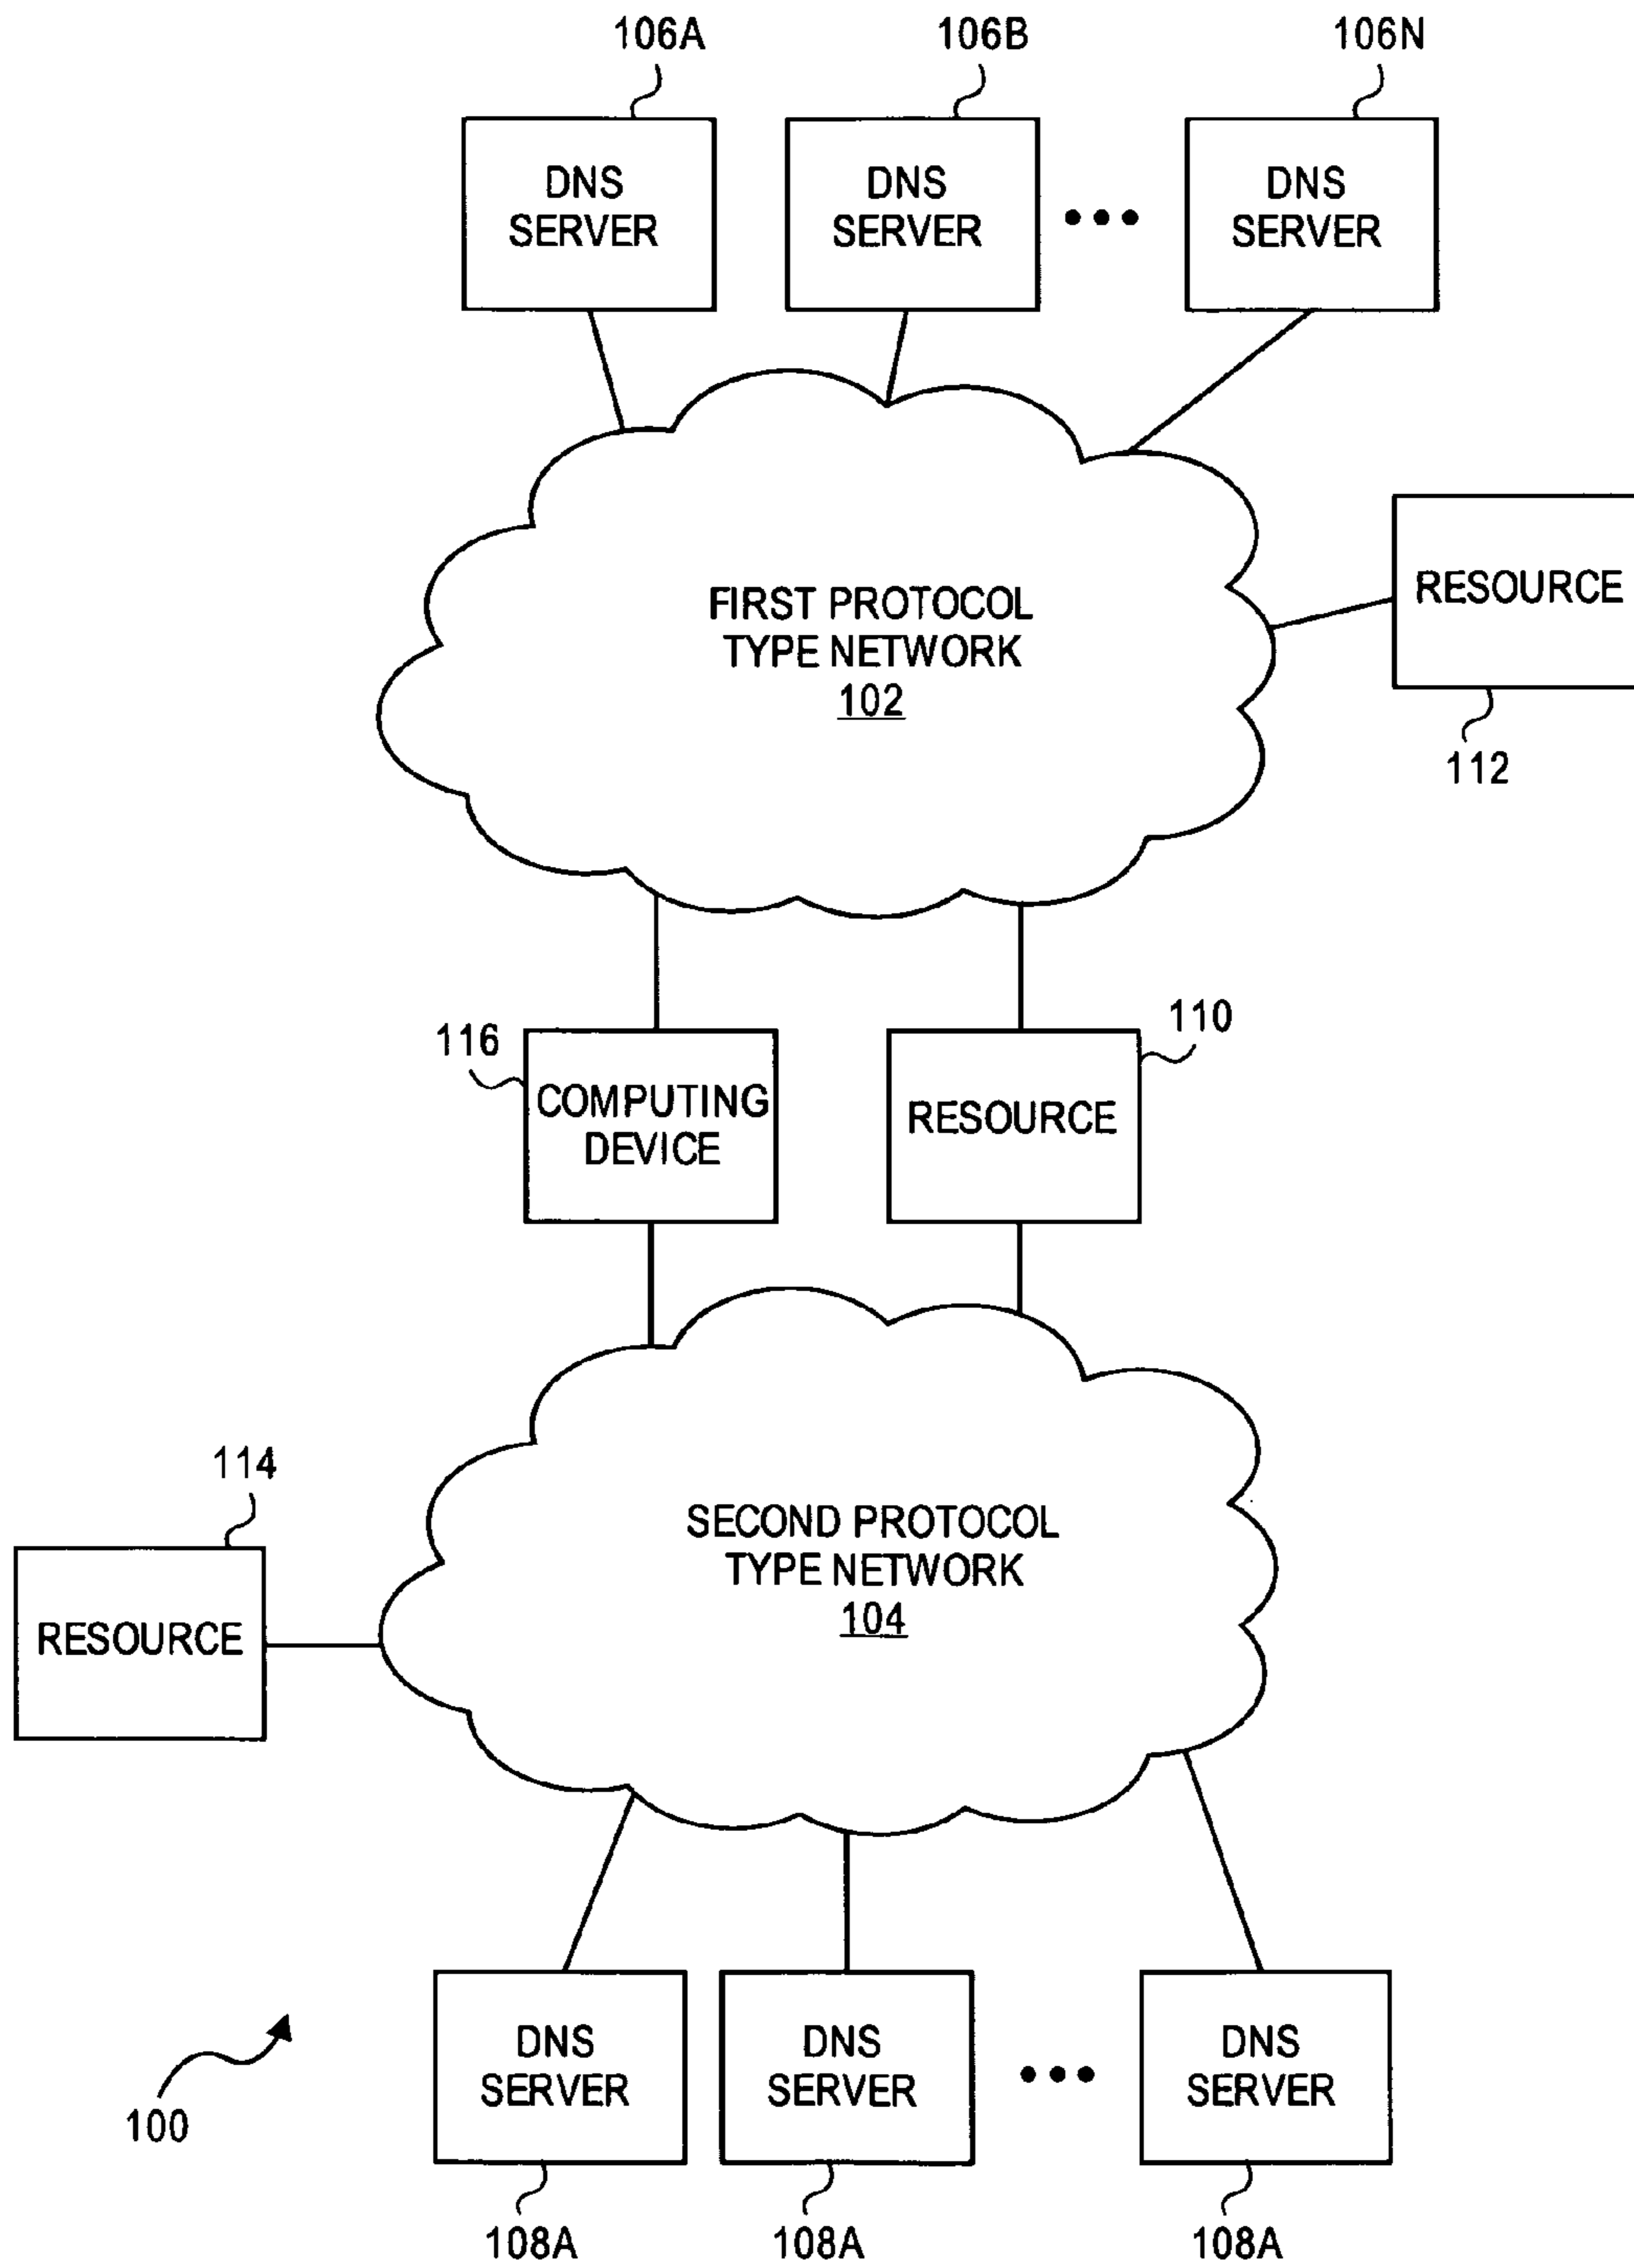 106A
106B
106N
DNS
SERVER
DNS
SERVER
DNS
SERVER
FIRST PROTOCOL
TYPE NETWORK
102
RESOURCE
112
116
COMPUTING
DEVICE
110
RESOURCE
114
RESOURCE
SECOND PROTOCOL
TYPE NETWORK
104
100
DNS
SERVER
DNS
SERVER
DNS
SERVER
108A
108A
108A